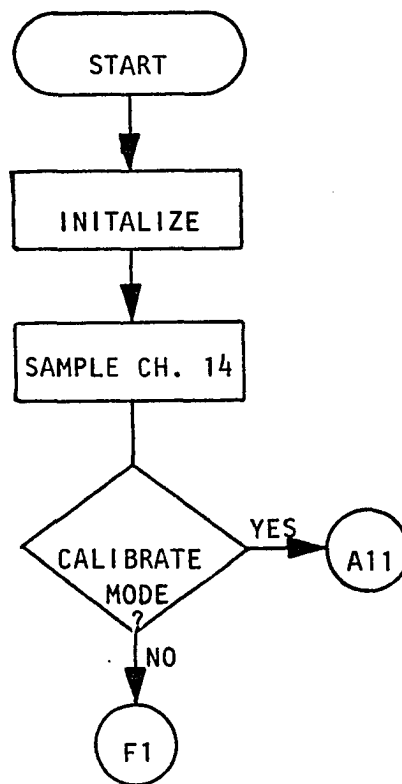 START
INITALIZE
SAMPLE CH. 14
CALIBRATE
MODE
?
YES
A11
NO
F1